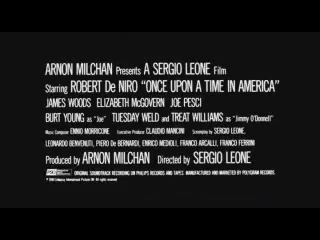 ARNON MILCHAN Presents A SERGIO LEONE Film
Starring ROBERT De NIRO "ONCE UPON A TIME IN AMERICA"
JAMES WOODS ELIZABETH McGOVERN JOE PESCI
BURT YOUNG as "Joe" TUESDAY WELD and TREAT WILLIAMS as "Jimmy O'Donnell"
Music Composer ENNIO MORRICONE Executive Producer CLAUDIO MANCINI Screenplay by SERGIO LEONE,
LEONARDO BENVENUTI, PIERO De BERNARDI, ENRICO MEDIOLI, FRANCO ARCALLI, FRANCO FERRINI
Produced by ARNON MILCHAN Directed by SERGIO LEONE
ORIGINAL SOUNDTRACK RECORDING ON PHILIPS RECORDS AND TAPES. MANUFACTURED AND MARKETED BY POLYGRAM RECORDS
All rights reserved